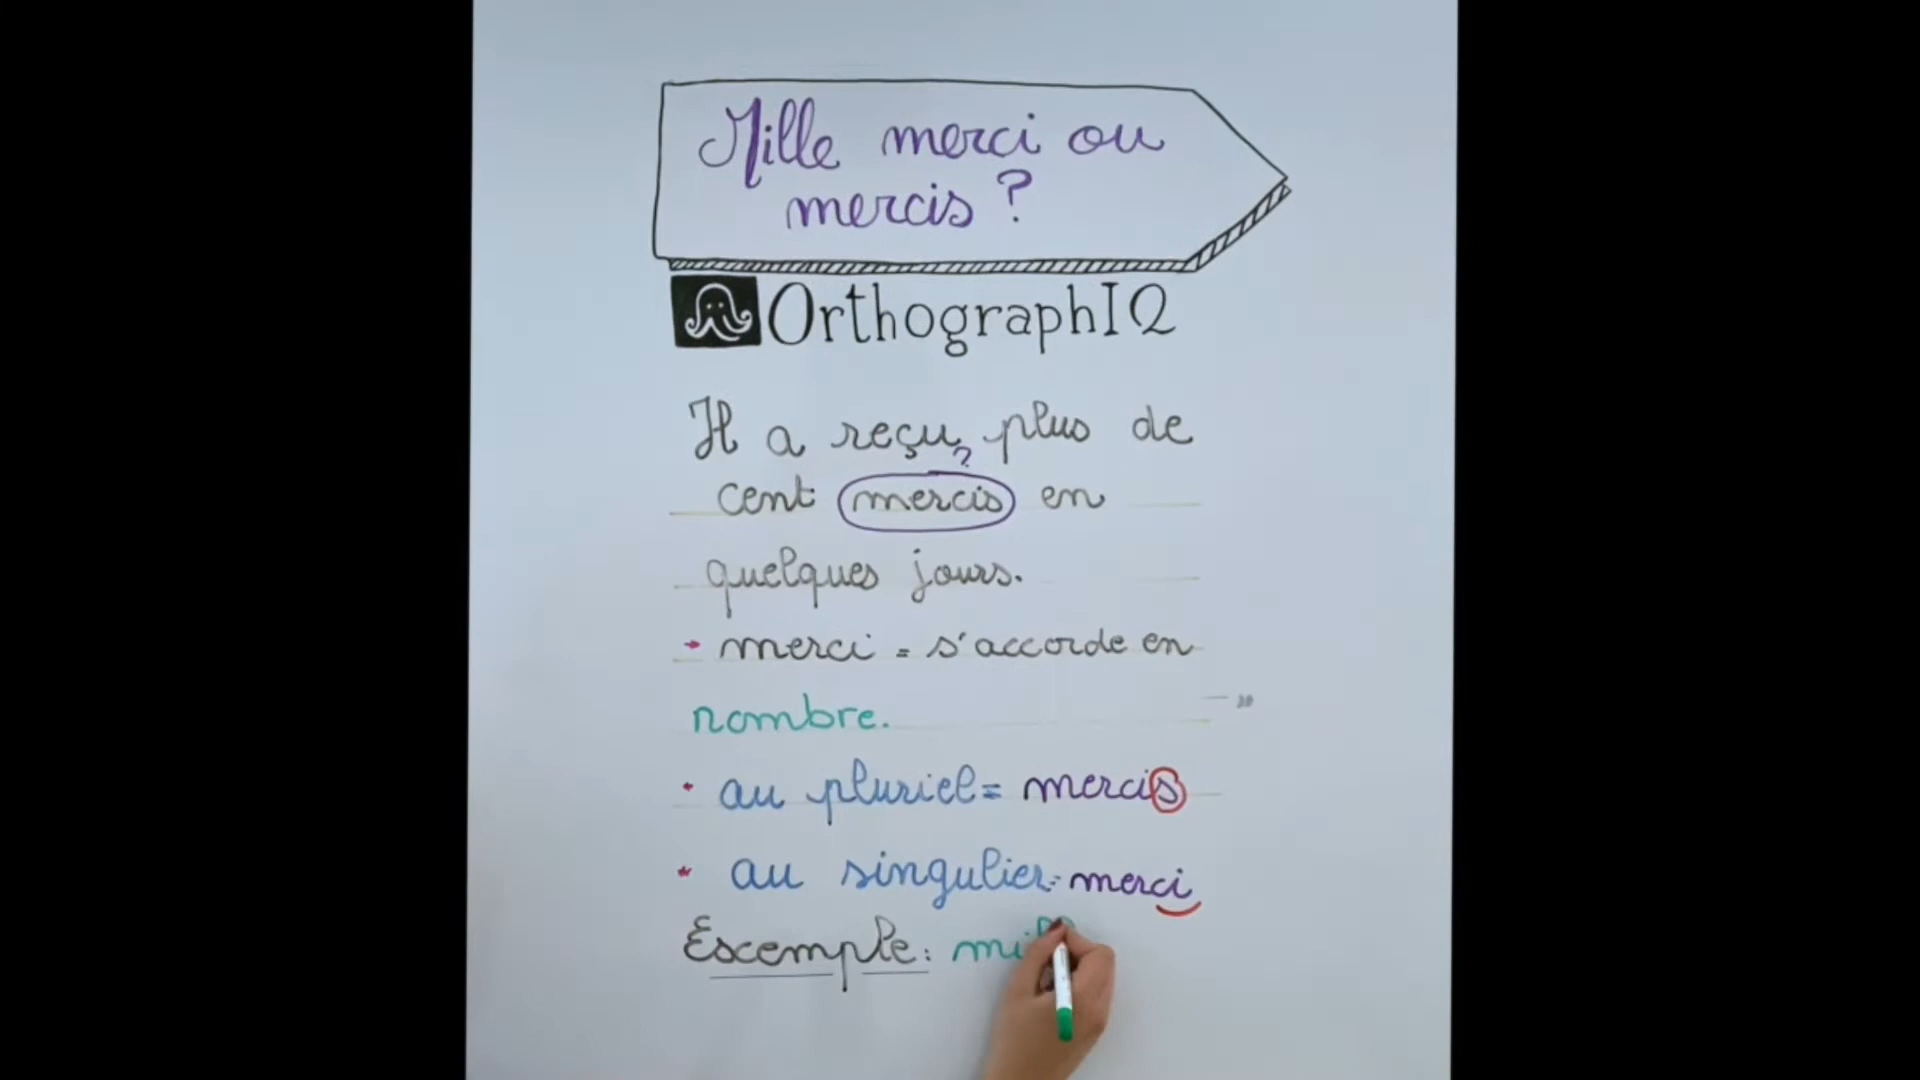 Mille merci ou
mercis ?
OrthographIQ
Il a reçu plus de
?
cent mercis en
quelques jours.
merci = s'accorde en
nombre.
au pluriel = mercis
au singulier = merci
Exemple :